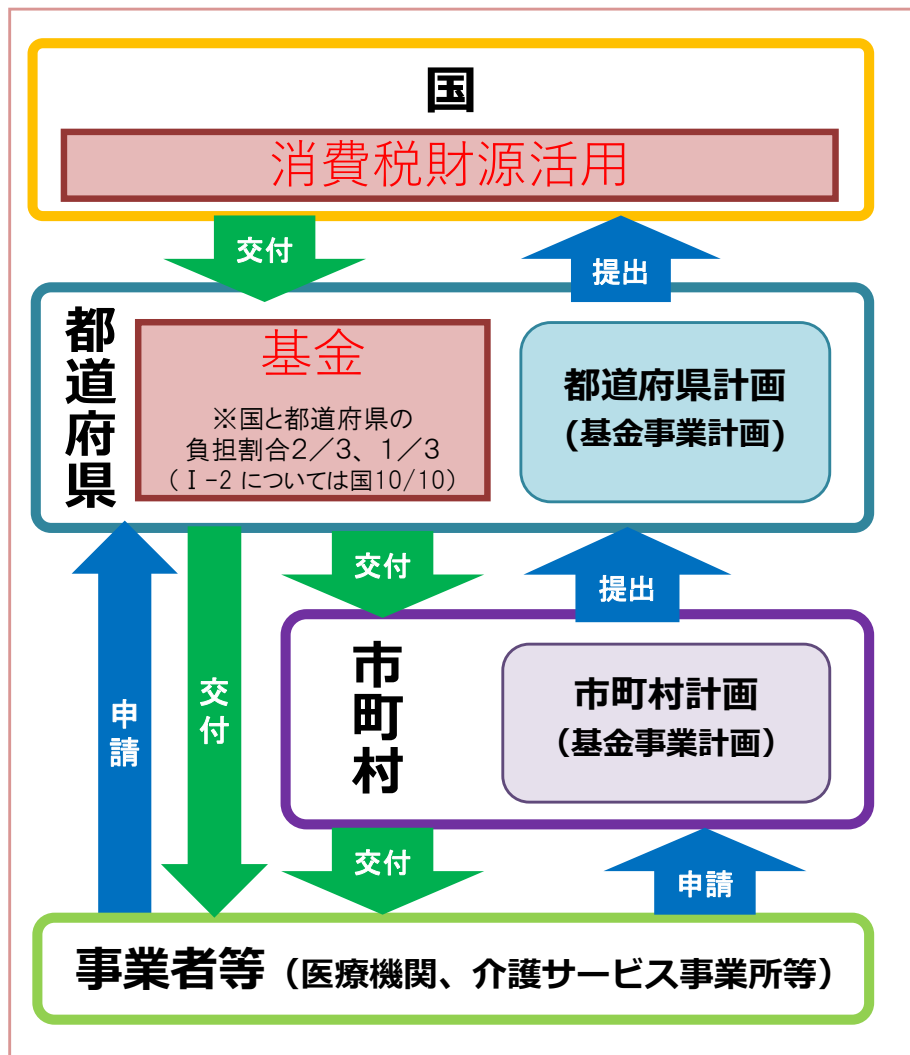 国
消費税財源活用
交付
提出
都道府県
基金
※国と都道府県の
負担割合2／3、1／3
（Ⅰ-2 については国10/10）
都道府県計画
(基金事業計画)
交付
提出
申請
交付
市町村
市町村計画
（基金事業計画）
交付
申請
事業者等（医療機関、介護サービス事業所等）